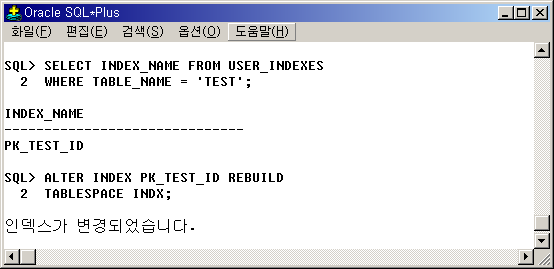 Oracle SQL*Plus
화일(F) 편집(E) 검색(S) 옵션(O) 도움말(H)
SQL> SELECT INDEX_NAME FROM USER_INDEXES
2 WHERE TABLE_NAME = 'TEST';
INDEX_NAME
------------------------------
PK_TEST_ID
SQL> ALTER INDEX PK_TEST_ID REBUILD
2 TABLESPACE INDX;
인덱스가 변경되었습니다.